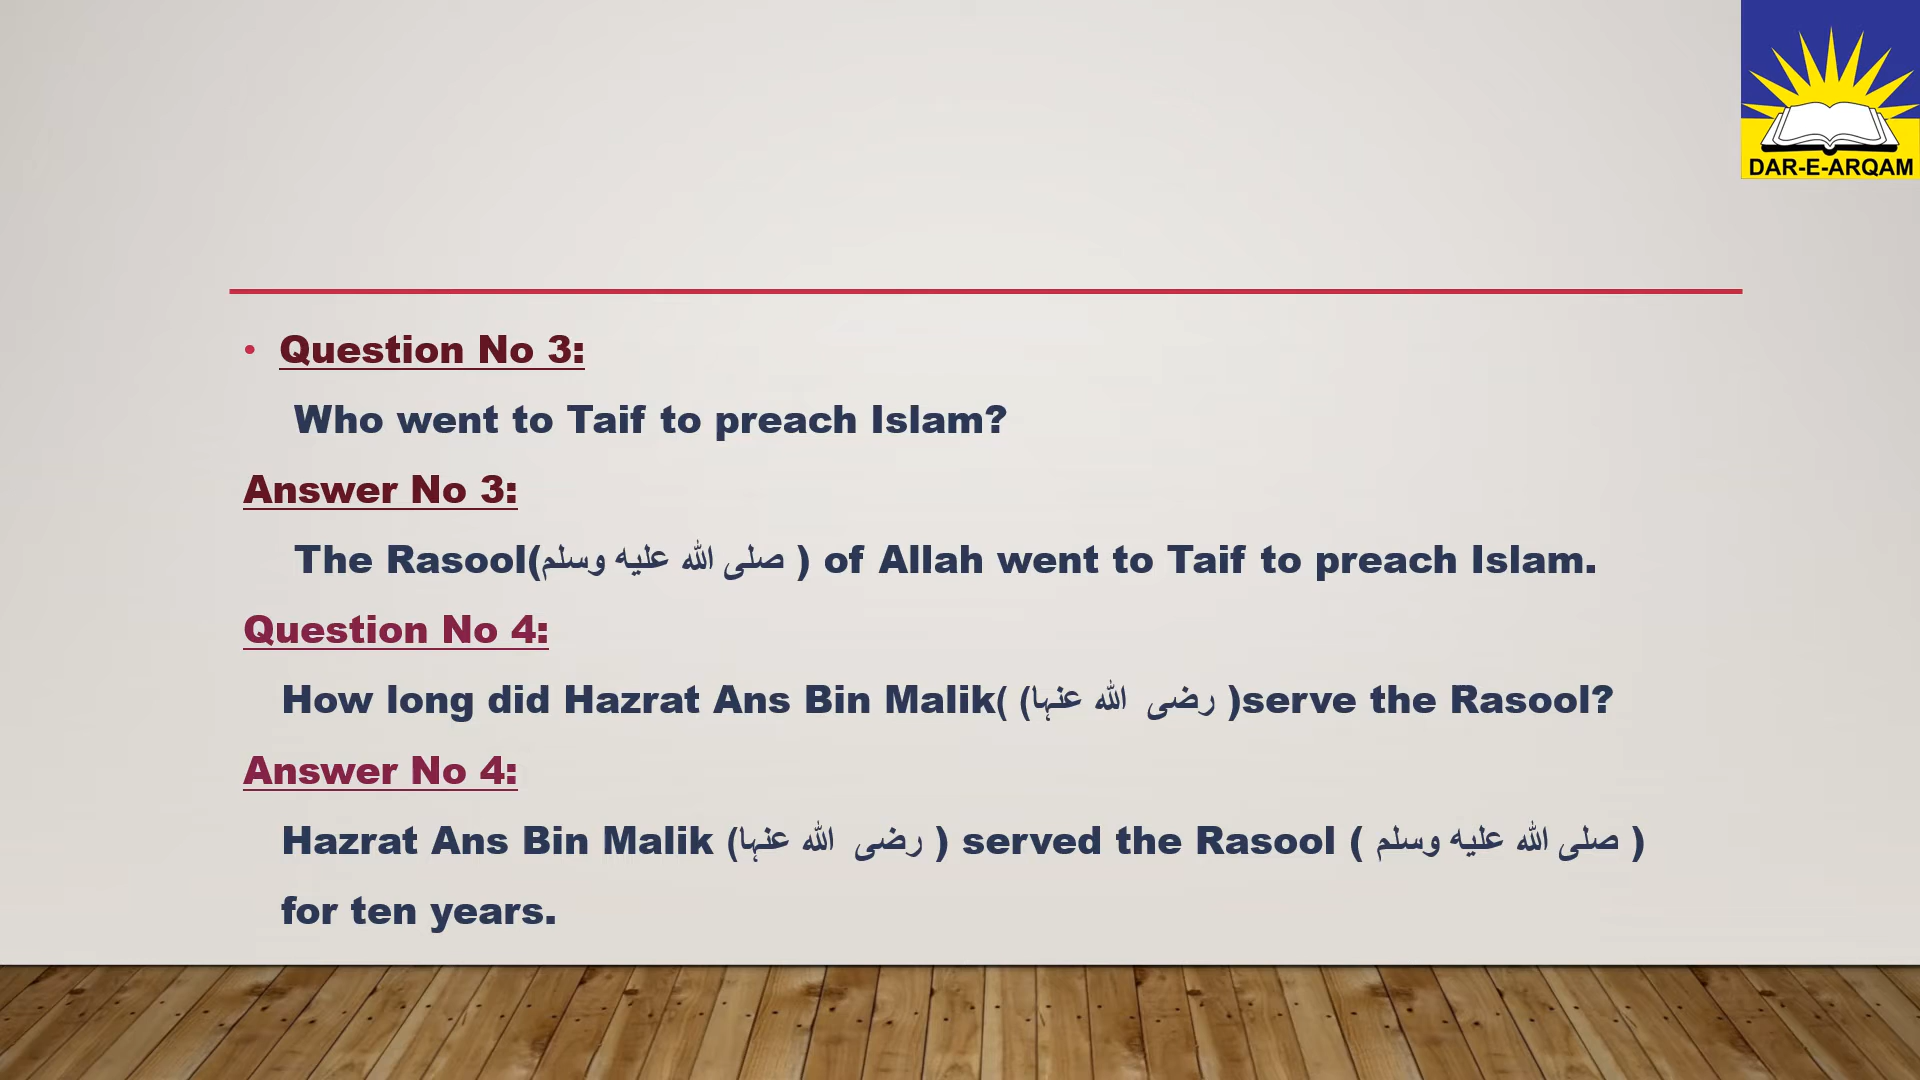 DAR-E-ARQAM
• Question No 3:
Who went to Taif to preach Islam?
Answer No 3:
The Rasool(صلی اللہ علیہ وسلم ) of Allah went to Taif to preach Islam.
Question No 4:
How long did Hazrat Ans Bin Malik( (رضی اللہ عنہا )serve the Rasool?
Answer No 4:
Hazrat Ans Bin Malik (رضی اللہ عنہا ) served the Rasool ( صلی اللہ علیہ وسلم )
for ten years.